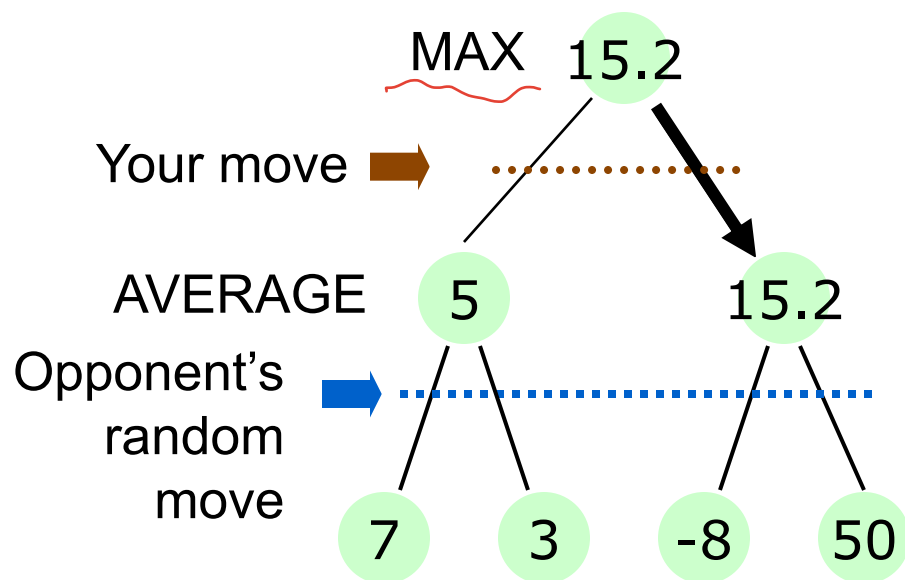 MAX 15.2
Your move
AVERAGE 5 15.2
Opponent’s
random
move
7 3 -8 50